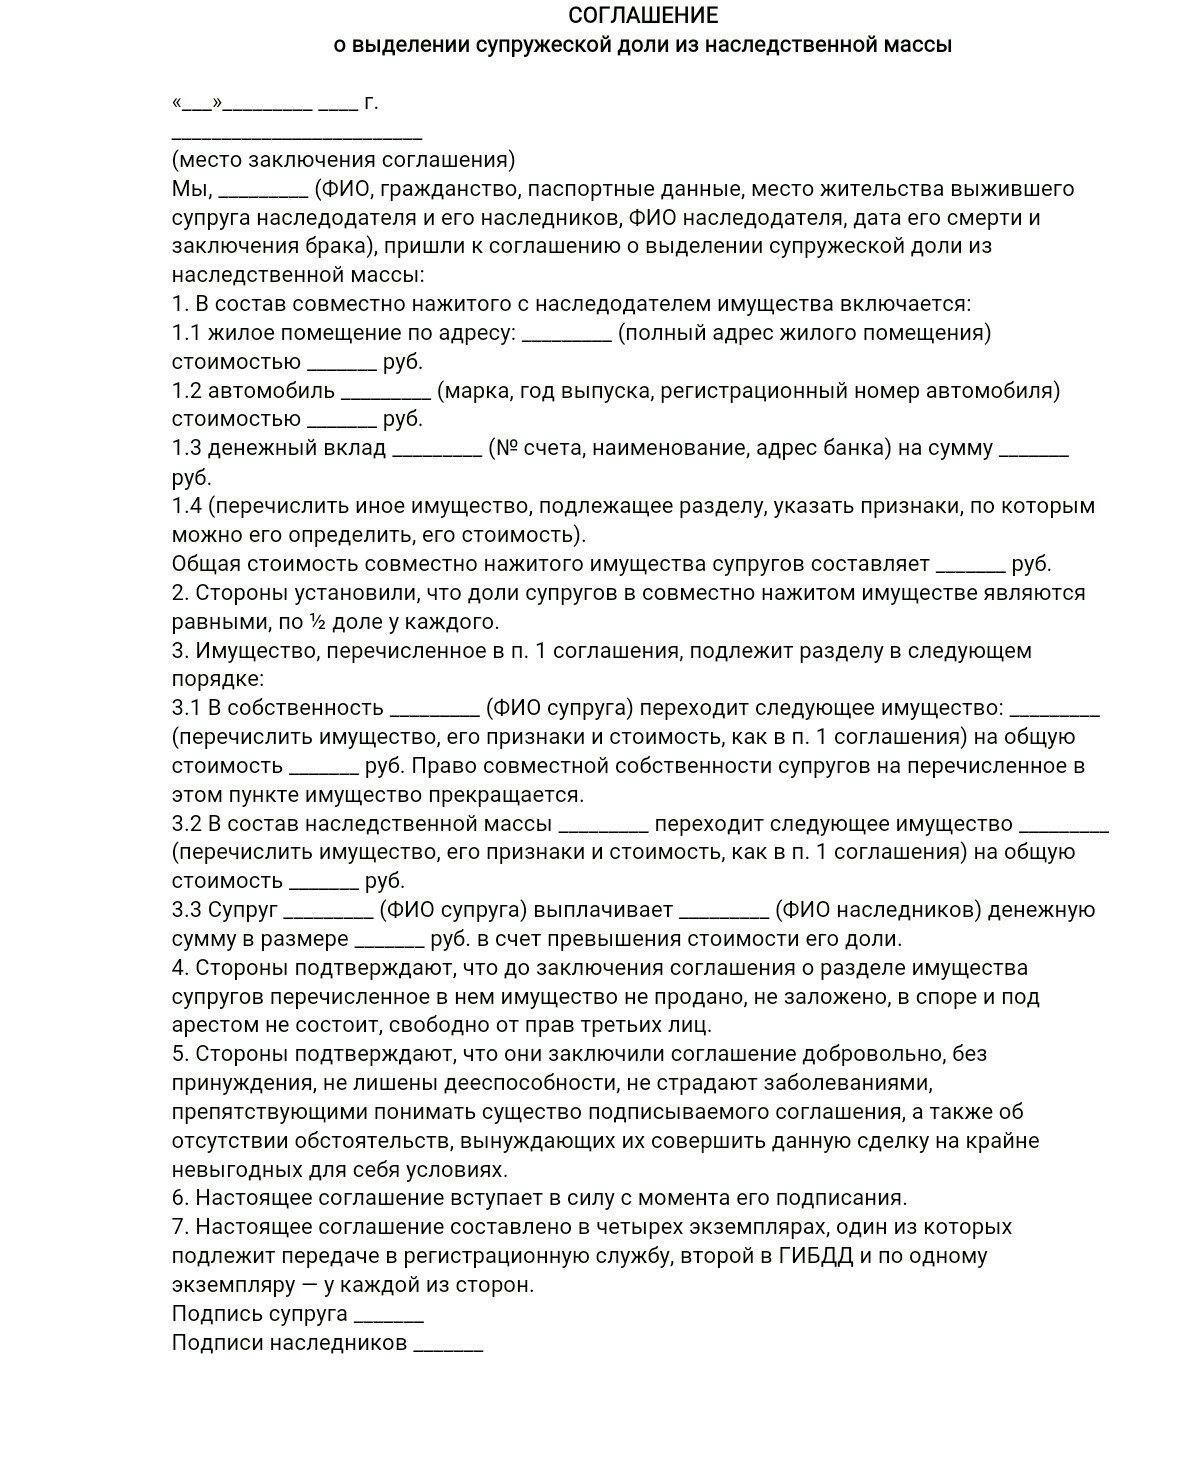 СОГЛАШЕНИЕ
о выделении супружеской доли из наследственной массы
«___»_________ ____ г.
_________________________
(место заключения соглашения)
Мы, _________ (ФИО, гражданство, паспортные данные, место жительства выжившего
супруга наследодателя и его наследников, ФИО наследодателя, дата его смерти и
заключения брака), пришли к соглашению о выделении супружеской доли из
наследственной массы:
1. В состав совместно нажитого с наследодателем имущества включается:
1.1 жилое помещение по адресу: _________ (полный адрес жилого помещения)
стоимостью _______ руб.
1.2 автомобиль _________ (марка, год выпуска, регистрационный номер автомобиля)
стоимостью _______ руб.
1.3 денежный вклад _________ (№ счета, наименование, адрес банка) на сумму _______
руб.
1.4 (перечислить иное имущество, подлежащее разделу, указать признаки, по которым
можно его определить, его стоимость).
Общая стоимость совместно нажитого имущества супругов составляет _______ руб.
2. Стороны установили, что доли супругов в совместно нажитом имуществе являются
равными, по ½ доле у каждого.
3. Имущество, перечисленное в п. 1 соглашения, подлежит разделу в следующем
порядке:
3.1 В собственность _________ (ФИО супруга) переходит следующее имущество: _________
(перечислить имущество, его признаки и стоимость, как в п. 1 соглашения) на общую
стоимость _______ руб. Право совместной собственности супругов на перечисленное в
этом пункте имущество прекращается.
3.2 В состав наследственной массы _________ переходит следующее имущество _________
(перечислить имущество, его признаки и стоимость, как в п. 1 соглашения) на общую
стоимость _______ руб.
3.3 Супруг _________ (ФИО супруга) выплачивает _________ (ФИО наследников) денежную
сумму в размере _______ руб. в счет превышения стоимости его доли.
4. Стороны подтверждают, что до заключения соглашения о разделе имущества
супругов перечисленное в нем имущество не продано, не заложено, в споре и под
арестом не состоит, свободно от прав третьих лиц.
5. Стороны подтверждают, что они заключили соглашение добровольно, без
принуждения, не лишены дееспособности, не страдают заболеваниями,
препятствующими понимать существо подписываемого соглашения, а также об
отсутствии обстоятельств, вынуждающих их совершить данную сделку на крайне
невыгодных для себя условиях.
6. Настоящее соглашение вступает в силу с момента его подписания.
7. Настоящее соглашение составлено в четырех экземплярах, один из которых
подлежит передаче в регистрационную службу, второй в ГИБДД и по одному
экземпляру — у каждой из сторон.
Подпись супруга _______
Подписи наследников _______